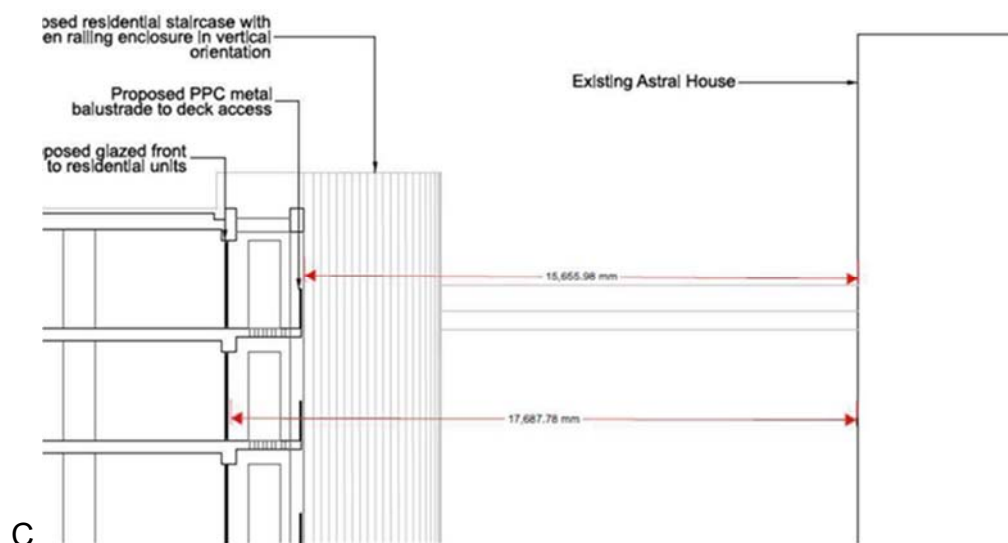 osed residential staircase with
en railing enclosure in vertical
orientation
Existing Astral House
Proposed PPC metal
balustrade to deck access
posed glazed front
to residential units
15,655.98 mm
17,687.78 mm
C